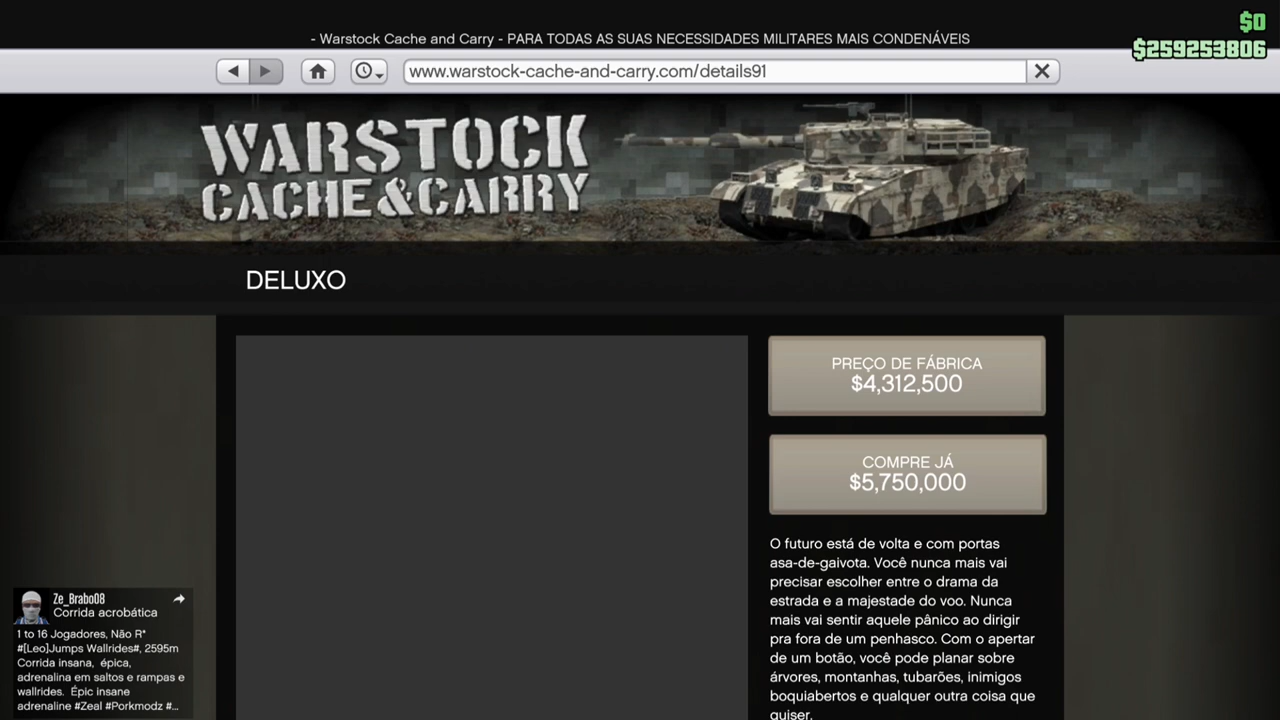 $0
- Warstock Cache and Carry - PARA TODAS AS SUAS NECESSIDADES MILITARES MAIS CONDENÁVEIS
$259253806
www.warstock-cache-and-carry.com/details91
WARSTOCK
CACHE&CARRY
DELUXO
PREÇO DE FÁBRICA
$4,312,500
COMPRE JÁ
$5,750,000
O futuro está de volta e com portas
asa-de-gaivota. Você nunca mais vai
precisar escolher entre o drama da
estrada e a majestade do voo. Nunca
mais vai sentir aquele pânico ao dirigir
pra fora de um penhasco. Com o apertar
de um botão, você pode planar sobre
árvores, montanhas, tubarões, inimigos
boquiabertos e qualquer outra coisa que
quiser.
Ze_Brabo08
Corrida acrobática
1 to 16 Jogadores, Não R*
#[Leo]Jumps Wallrides#, 2595m
Corrida insana, épica,
adrenalina em saltos e rampas e
wallrides. Épic insane
adrenaline #Zeal #Porkmodz #...